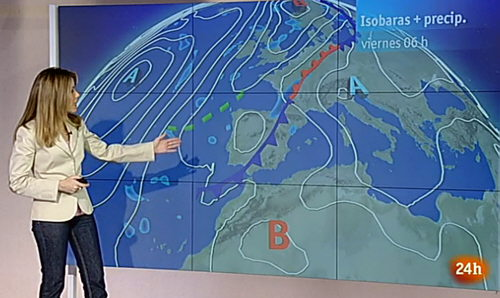 Isobaras + precip.
viernes 06 h
A
A
B
24h